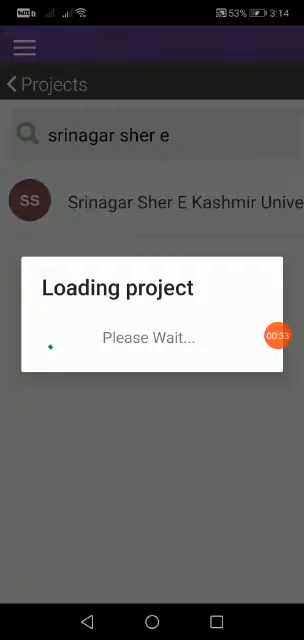 53% 3:14
Projects
srinagar sher e
SS
Srinagar Sher E Kashmir Unive
Loading project
Please Wait...
00:33